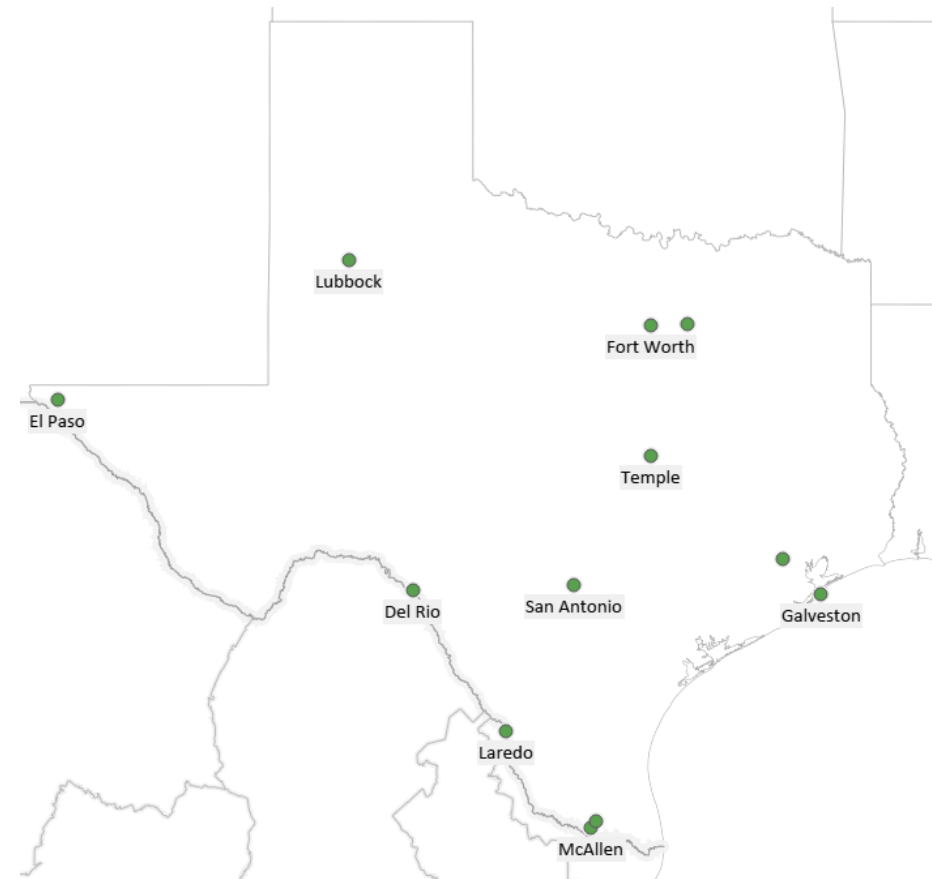 Lubbock
Fort Worth
El Paso
Temple
Del Rio
San Antonio
Galveston
Laredo
McAllen